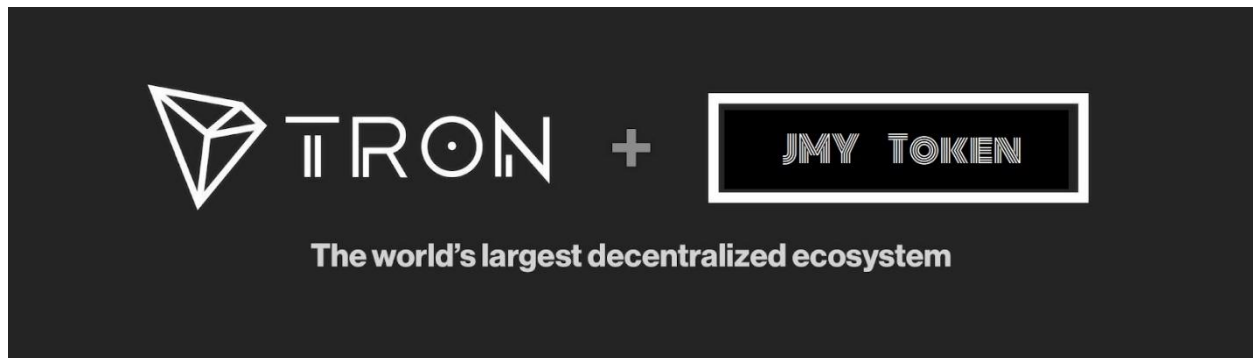 TRON + JMY TOKEN
The world's largest decentralized ecosystem